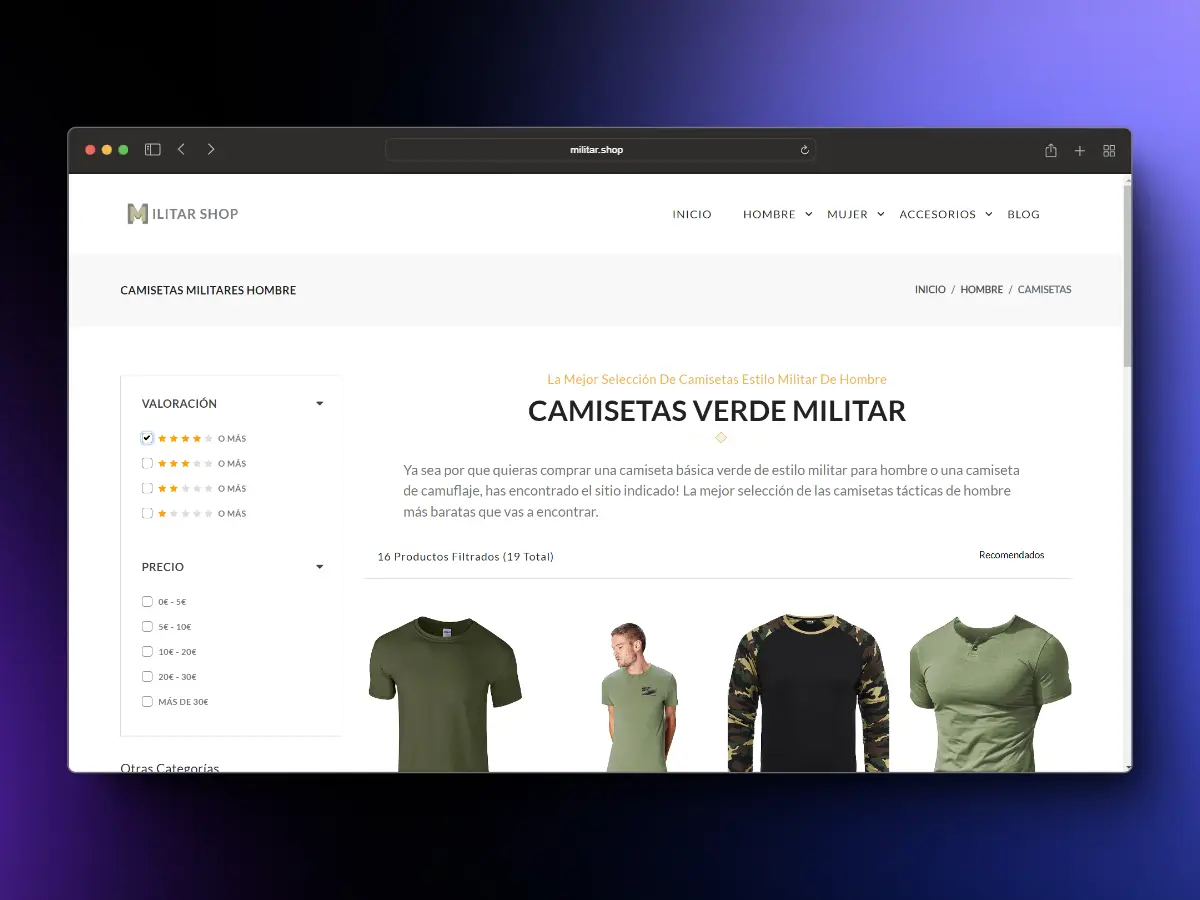 militar.shop
MILITAR SHOP
INICIO HOMBRE MUJER ACCESORIOS BLOG
CAMISETAS MILITARES HOMBRE
INICIO / HOMBRE / CAMISETAS
VALORACIÓN
O MÁS
O MÁS
O MÁS
O MÁS
PRECIO
0€ - 5€
5€ - 10€
10€ - 20€
20€ - 30€
MÁS DE 30€
Otras Categorías
La Mejor Selección De Camisetas Estilo Militar De Hombre
CAMISETAS VERDE MILITAR
Ya sea por que quieras comprar una camiseta básica verde de estilo militar para hombre o una camiseta
de camuflaje, has encontrado el sitio indicado! La mejor selección de las camisetas tácticas de hombre
más baratas que vas a encontrar.
16 Productos Filtrados (19 Total)
Recomendados